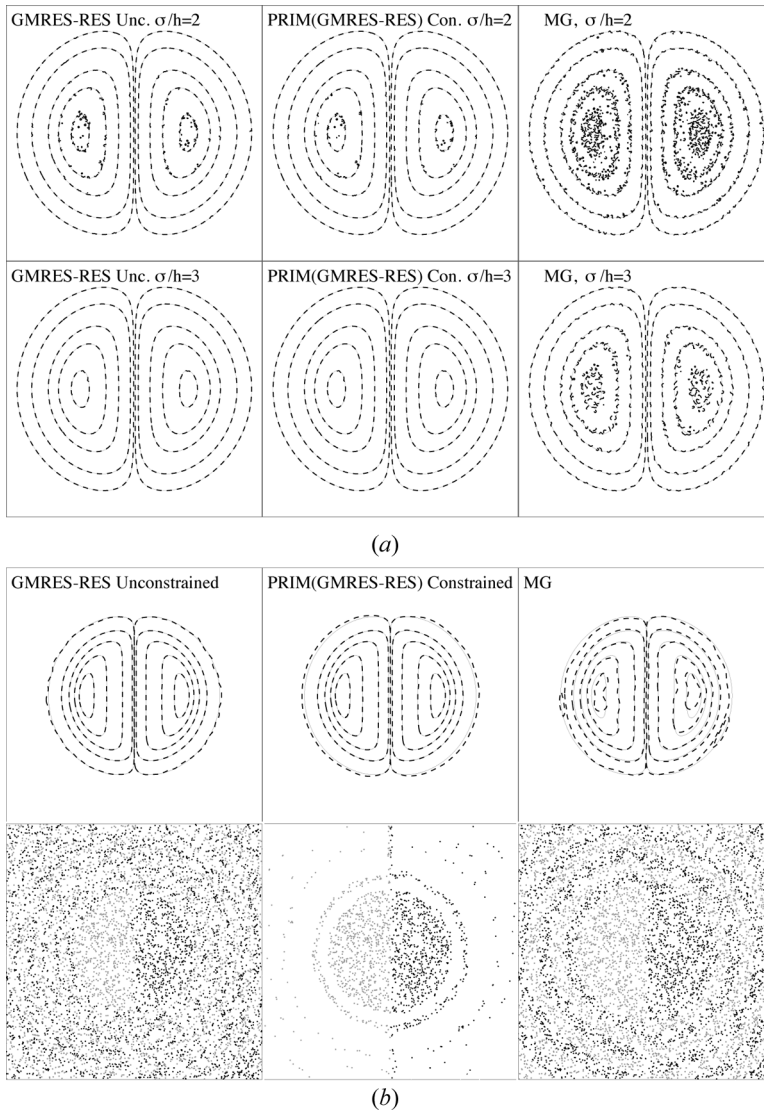 GMRES-RES Unc. σ/h=2
PRIM(GMRES-RES) Con. σ/h=2
MG, σ/h=2
GMRES-RES Unc. σ/h=3
PRIM(GMRES-RES) Con. σ/h=3
MG, σ/h=3
(a)
GMRES-RES Unconstrained
PRIM(GMRES-RES) Constrained
MG
(b)